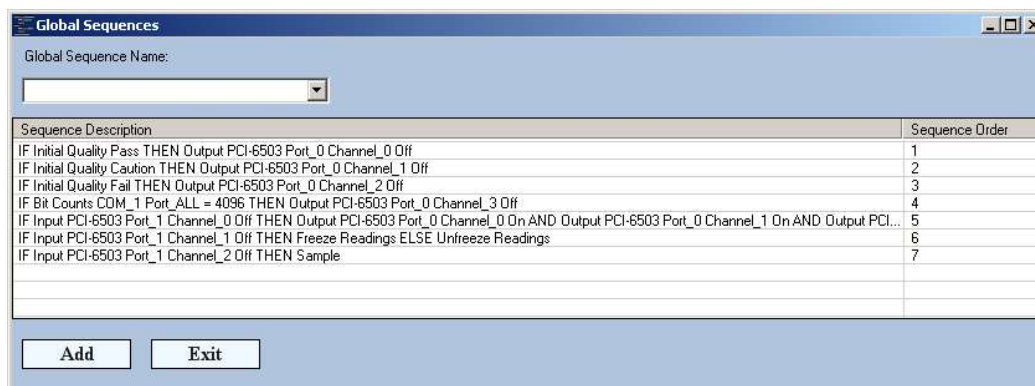 Global Sequences
Global Sequence Name:
Sequence Description Sequence Order
IF Initial Quality Pass THEN Output PCI-6503 Port_0 Channel_0 Off 1
IF Initial Quality Caution THEN Output PCI-6503 Port_0 Channel_1 Off 2
IF Initial Quality Fail THEN Output PCI-6503 Port_0 Channel_2 Off 3
IF Bit Counts COM_1 Port_ALL = 4096 THEN Output PCI-6503 Port_0 Channel_3 Off 4
IF Input PCI-6503 Port_1 Channel_0 Off THEN Output PCI-6503 Port_0 Channel_0 On AND Output PCI-6503 Port_0 Channel_1 On AND Output PCI... 5
IF Input PCI-6503 Port_1 Channel_1 Off THEN Freeze Readings ELSE Unfreeze Readings 6
IF Input PCI-6503 Port_1 Channel_2 Off THEN Sample 7
Add Exit